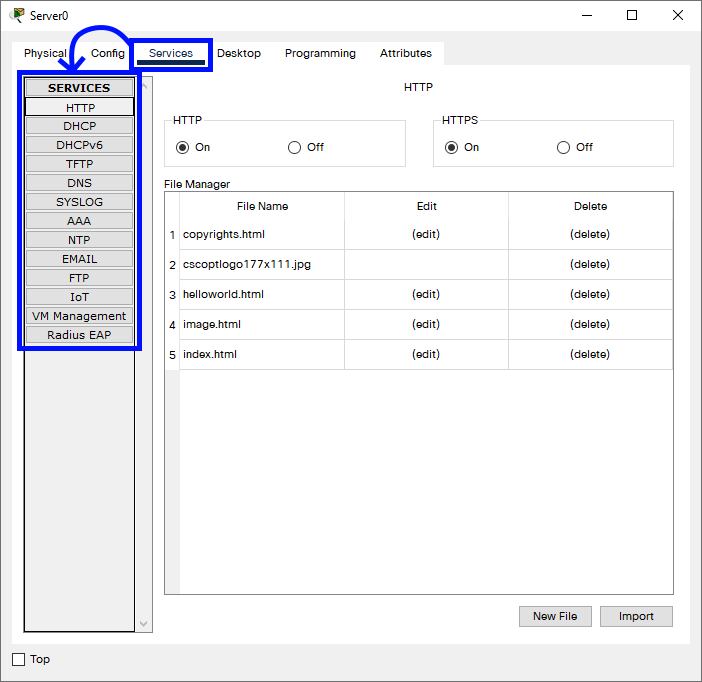 Server0
Physical Config Services Desktop Programming Attributes
SERVICES
HTTP
DHCP
DHCPv6
TFTP
DNS
SYSLOG
AAA
NTP
EMAIL
FTP
IoT
VM Management
Radius EAP
HTTP
HTTP
On Off
HTTPS
On Off
File Manager
File Name Edit Delete
1 copyrights.html (edit) (delete)
2 cscoptlogo177x111.jpg (delete)
3 helloworld.html (edit) (delete)
4 image.html (edit) (delete)
5 index.html (edit) (delete)
New File Import
Top